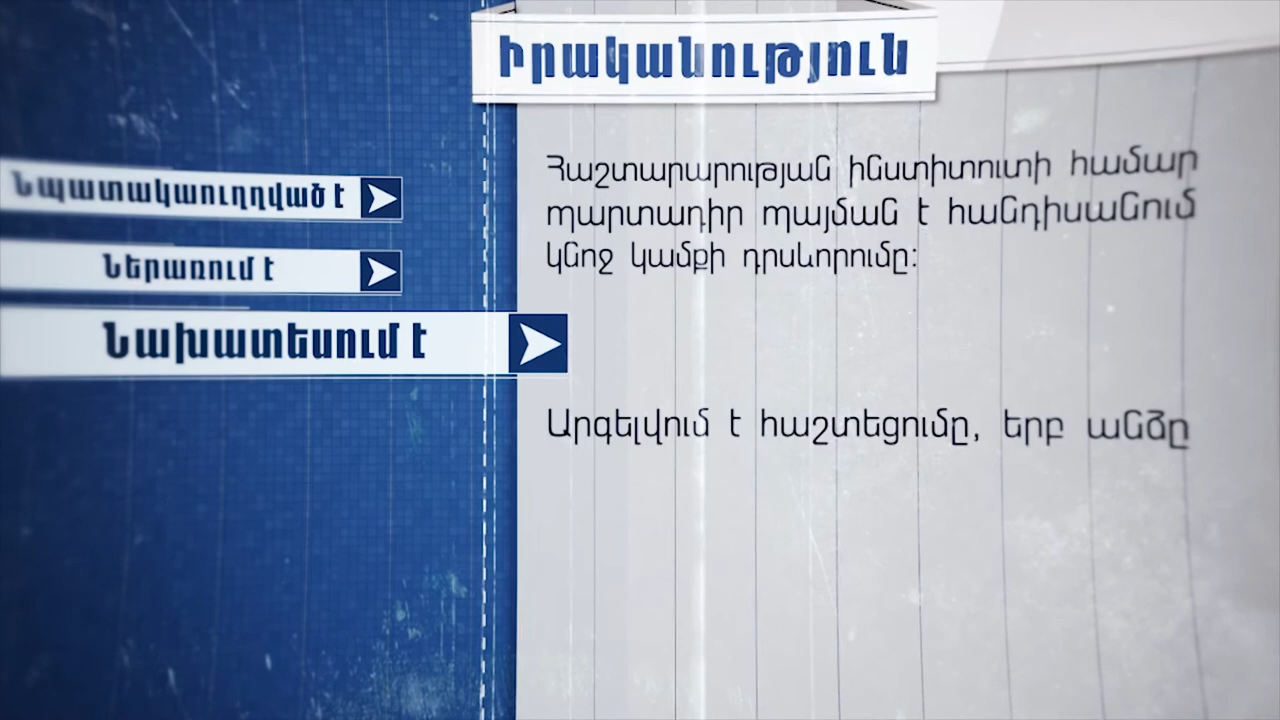 Իրականություն
Նպատակաուղղված է
Ներառում է
Նախատեսում է
Հաշտարարության ինստիտուտի համար
պարտադիր պայման է հանդիսանում
կնոջ կամքի դրսևորումը:
Արգելվում է հաշտեցումը, երբ անձը